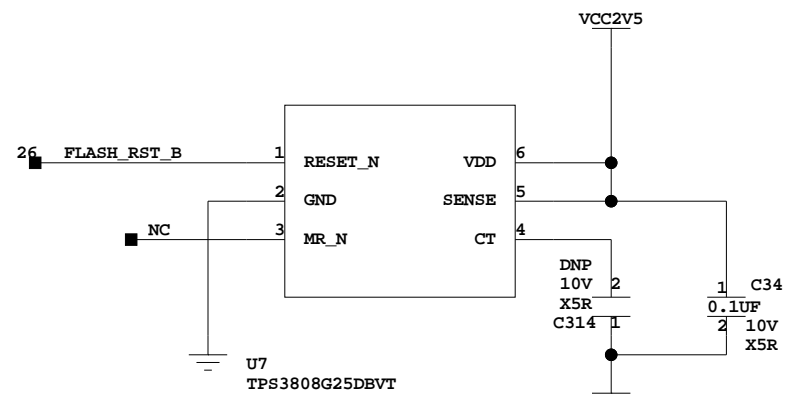 VCC2V5
26 FLASH_RST_B 1 RESET_N VDD 6
2 GND SENSE 5
NC 3 MR_N CT 4
DNP
10V 2
X5R
C314 1
1 C34
0.1UF
2 10V
X5R
U7
TPS3808G25DBVT